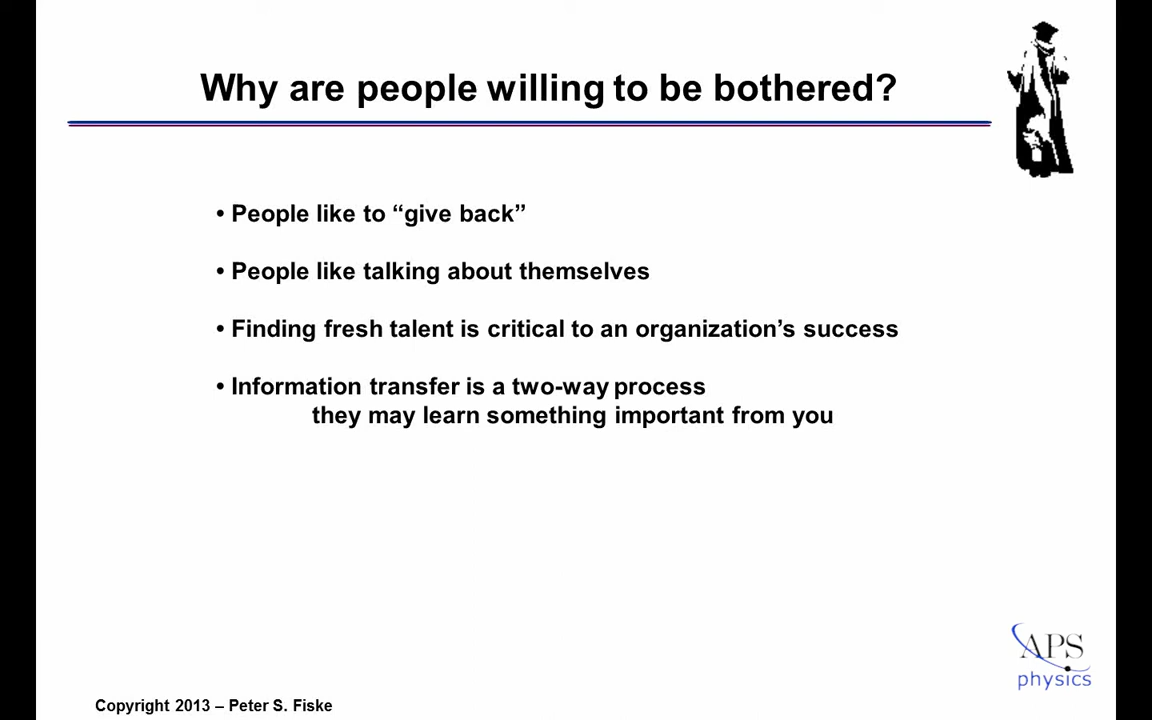 Why are people willing to be bothered?
• People like to “give back”
• People like talking about themselves
• Finding fresh talent is critical to an organization’s success
• Information transfer is a two-way process
they may learn something important from you
APS
physics
Copyright 2013 – Peter S. Fiske